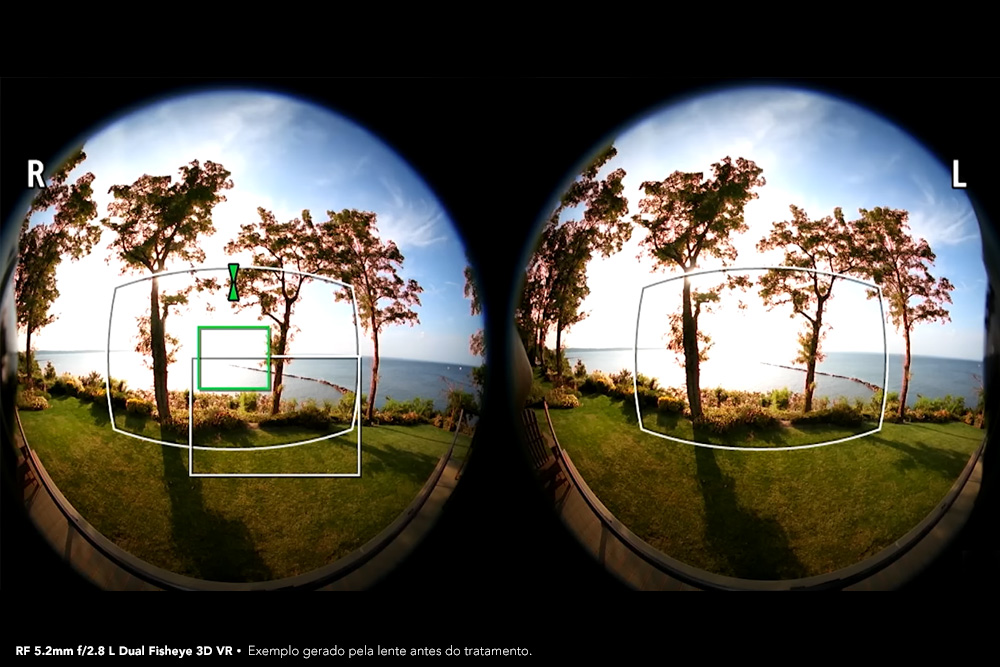 R
L
RF 5.2mm f/2.8 L Dual Fisheye 3D VR • Exemplo gerado pela lente antes do tratamento.